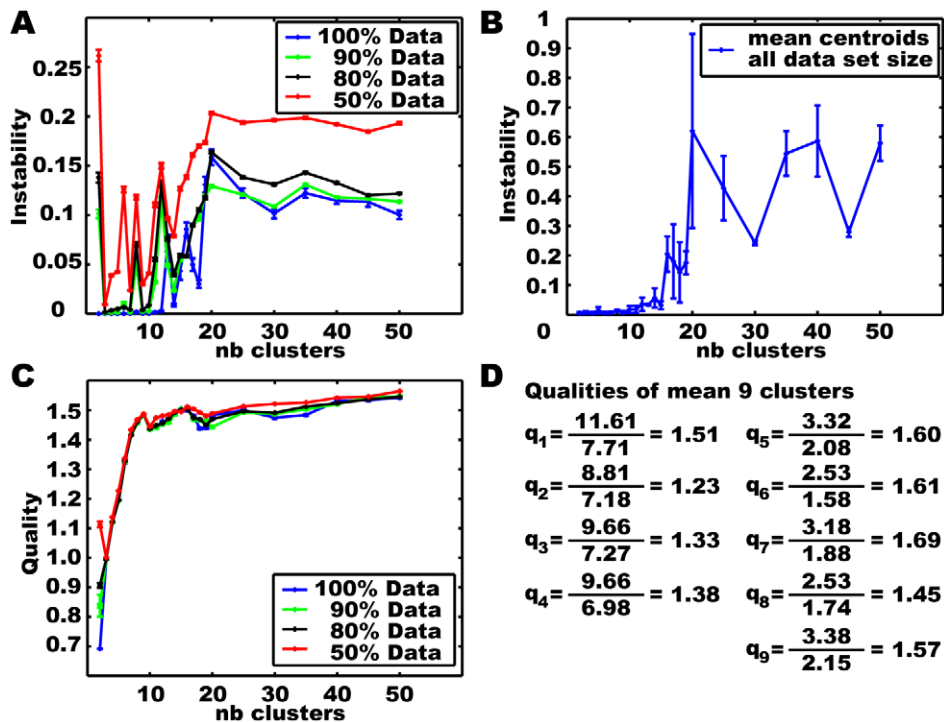 A
100% Data
90% Data
80% Data
50% Data
0.25
0.2
0.15
0.1
0.05
0
Instability
10 20 30 40 50
nb clusters
B
mean centroids
all data set size
1
0.9
0.8
0.7
0.6
0.5
0.4
0.3
0.2
0.1
0
Instability
10 20 30 40 50
nb clusters
C
1.5
1.4
1.3
1.2
1.1
1.0
0.9
0.8
0.7
Quality
100% Data
90% Data
80% Data
50% Data
10 20 30 40 50
nb clusters
D
Qualities of mean 9 clusters
q1= 11.61/7.71 = 1.51
q2= 8.81/7.18 = 1.23
q3= 9.66/7.27 = 1.33
q4= 9.66/6.98 = 1.38
q5= 3.32/2.08 = 1.60
q6= 2.53/1.58 = 1.61
q7= 3.18/1.88 = 1.69
q8= 2.53/1.74 = 1.45
q9= 3.38/2.15 = 1.57